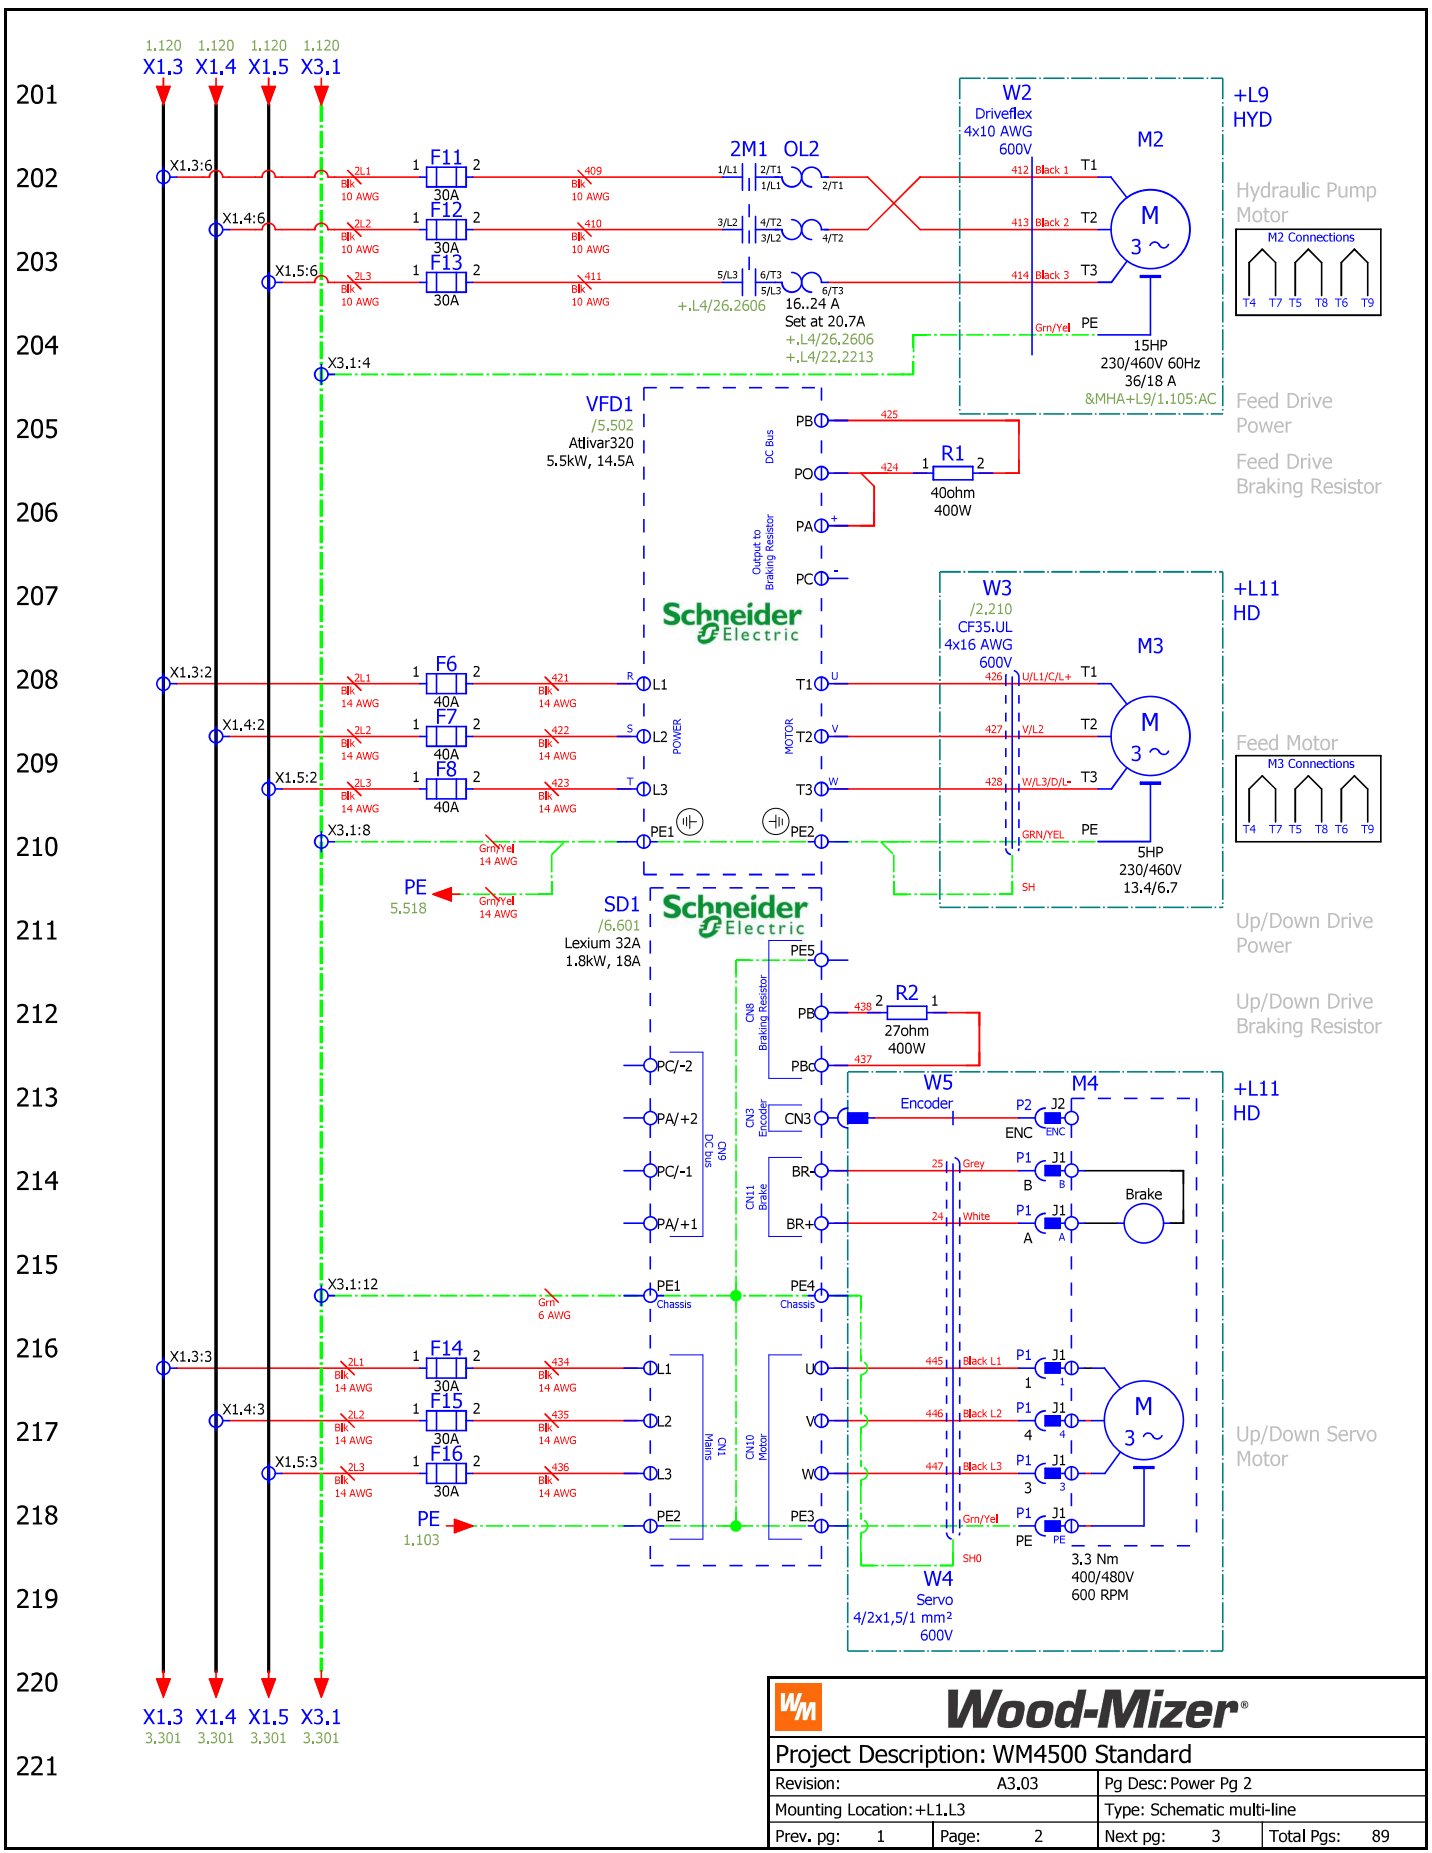 1.120 1.120 1.120 1.120
X1.3 X1.4 X1.5 X3.1
201
W2
Driveflex
4x10 AWG
600V
M2
+L9
HYD
X1.3:6
2L1
Blk
10 AWG
1 F11 2
30A
409
Blk
10 AWG
2M1 OL2
1/L1 2/T1
1/L1 2/T1
412 Black 1 T1
202
X1.4:6
2L2
Blk
10 AWG
1 F12 2
30A
410
Blk
10 AWG
3/L2 4/T2
3/L2 4/T2
413 Black 2 T2
M
3 ~
Hydraulic Pump
Motor
M2 Connections
T4 T7 T5 T8 T6 T9
203
X1.5:6
2L3
Blk
10 AWG
1 F13 2
30A
411
Blk
10 AWG
5/L3 6/T3
5/L3 6/T3
+.L4/26.2606
16..24 A
Set at 20.7A
+.L4/26.2606
+.L4/22.2213
414 Black 3 T3
Grn/Yel PE
204
X3.1:4
15HP
230/460V 60Hz
36/18 A
&MHA+L9/1.105:AC
VFD1
/5.502
Atlivar320
5.5kW, 14.5A
205
PB 425
DC Bus
PO 424 1 R1 2
40ohm
400W
Feed Drive
Power
Feed Drive
Braking Resistor
206
PA +
Output to
Braking Resistor
PC -
207
Schneider
Electric
W3
/2.210
CF35.UL
4x16 AWG
600V
M3
+L11
HD
208
X1.3:2
2L1
Blk
14 AWG
1 F6 2
40A
421
Blk
14 AWG
R L1
T1 U
426 U/L1/C/L+ T1
X1.4:2
2L2
Blk
14 AWG
1 F7 2
40A
422
Blk
14 AWG
S L2
POWER
MOTOR
T2 V
427 V/L2 T2
M
3 ~
Feed Motor
M3 Connections
T4 T7 T5 T8 T6 T9
209
X1.5:2
2L3
Blk
14 AWG
1 F8 2
40A
423
Blk
14 AWG
T L3
T3 W
428 W/L3/D/L- T3
210
X3.1:8
Grn/Yel
14 AWG
PE1
PE2
GRN/YEL PE
5HP
230/460V
13.4/6.7
PE
5.518
Grn/Yel
14 AWG
SH
211
SD1
/6.601
Lexium 32A
1.8kW, 18A
Schneider
Electric
PE5
Up/Down Drive
Power
212
CN8
Braking Resistor
PB 438 2 R2 1
27ohm
400W
PBc 437
Up/Down Drive
Braking Resistor
213
PC/-2
PA/+2
CN9
DC bus
CN3
Encoder
CN3
W5
Encoder
M4
P2 J2
ENC ENC
+L11
HD
214
PC/-1
PA/+1
CN11
Brake
BR- 25 Grey P1 J1
B B
BR+ 24 White P1 J1
A A
Brake
215
X3.1:12
Grn
6 AWG
PE1
Chassis
PE4
Chassis
216
X1.3:3
2L1
Blk
14 AWG
1 F14 2
30A
434
Blk
14 AWG
L1
U 445 Black L1 P1 J1
1 1
217
X1.4:3
2L2
Blk
14 AWG
1 F15 2
30A
435
Blk
14 AWG
L2
CN1
Mains
CN10
Motor
V 446 Black L2 P1 J1
4 4
M
3 ~
Up/Down Servo
Motor
X1.5:3
2L3
Blk
14 AWG
1 F16 2
30A
436
Blk
14 AWG
L3
W 447 Black L3 P1 J1
3 3
218
PE
1.103
PE2
PE3
Grn/Yel P1 J1
PE PE
SH0
3.3 Nm
400/480V
600 RPM
219
W4
Servo
4/2x1,5/1 mm²
600V
220
X1.3 X1.4 X1.5 X3.1
3.301 3.301 3.301 3.301
221
WM
Wood-Mizer®
Project Description: WM4500 Standard
Revision: A3.03 Pg Desc: Power Pg 2
Mounting Location: +L1.L3 Type: Schematic multi-line
Prev. pg: 1 Page: 2 Next pg: 3 Total Pgs: 89